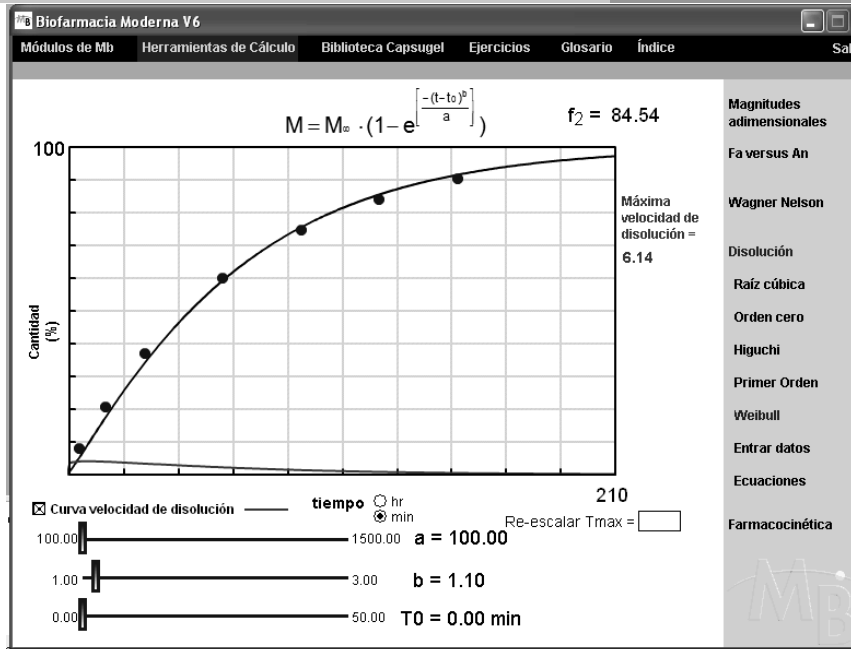 Biofarmacia Moderna V6
Módulos de Mb Herramientas de Cálculo Biblioteca Capsugel Ejercicios Glosario Índice Sal
M = M∞ · (1 − e[−(t−t0)^b / a])
f2 = 84.54
100
Cantidad
(%)
Máxima
velocidad de
disolución =
6.14
210
Curva velocidad de disolución
tiempo hr
min
Re-escalar Tmax =
100.00 1500.00 a = 100.00
1.00 3.00 b = 1.10
0.00 50.00 T0 = 0.00 min
Magnitudes
adimensionales
Fa versus An
Wagner Nelson
Disolución
Raíz cúbica
Orden cero
Higuchi
Primer Orden
Weibull
Entrar datos
Ecuaciones
Farmacocinética
MB